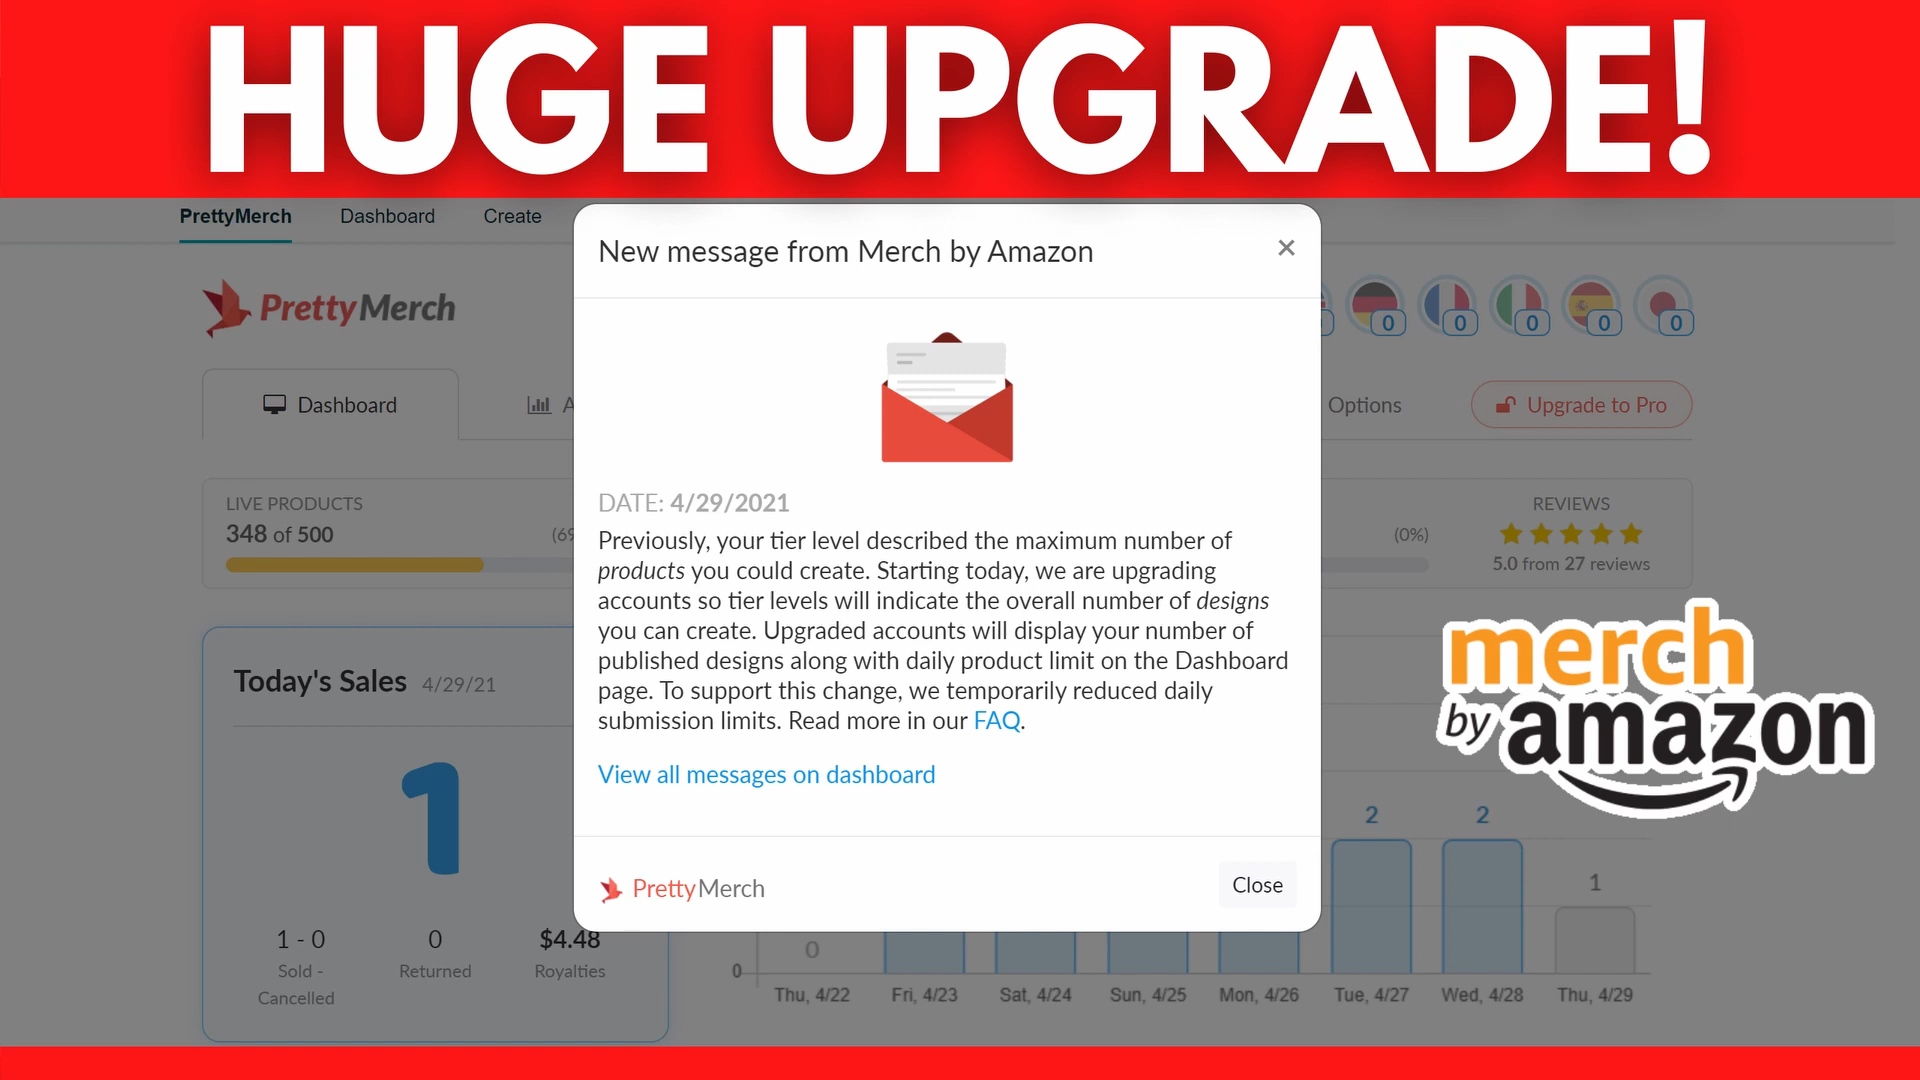 HUGE UPGRADE!
PrettyMerch Dashboard Create
New message from Merch by Amazon ×
PrettyMerch
0 0 0 0 0
Dashboard
Options
Upgrade to Pro
LIVE PRODUCTS
348 of 500
(0%)
REVIEWS
5.0 from 27 reviews
DATE: 4/29/2021
Previously, your tier level described the maximum number of
products you could create. Starting today, we are upgrading
accounts so tier levels will indicate the overall number of designs
you can create. Upgraded accounts will display your number of
published designs along with daily product limit on the Dashboard
page. To support this change, we temporarily reduced daily
submission limits. Read more in our FAQ.
View all messages on dashboard
PrettyMerch
Close
Today's Sales 4/29/21
1
1 - 0
Sold -
Cancelled
0
Returned
$4.48
Royalties
merch
by amazon
2 2 1
0
0
Thu, 4/22 Fri, 4/23 Sat, 4/24 Sun, 4/25 Mon, 4/26 Tue, 4/27 Wed, 4/28 Thu, 4/29